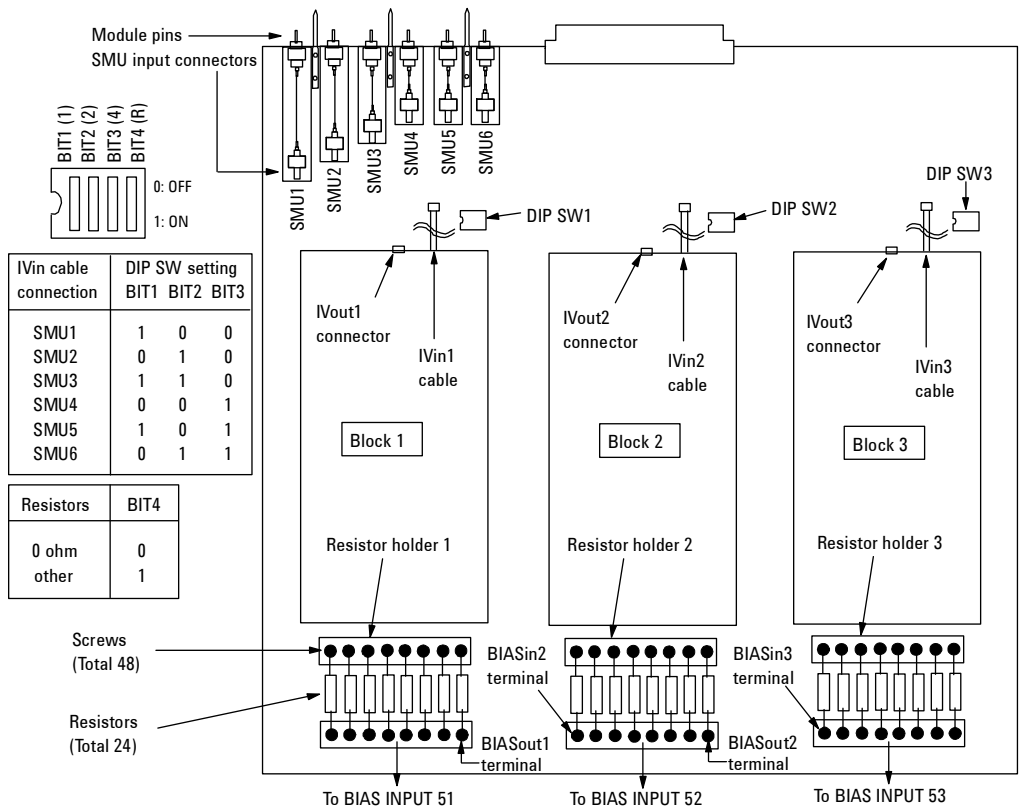 Module pins
SMU input connectors
BIT1 (1)
BIT2 (2)
BIT3 (4)
BIT4 (R)
0: OFF
1: ON
SMU1
SMU2
SMU3
SMU4
SMU5
SMU6
DIP SW1
DIP SW2
DIP SW3
IVin cable connection
DIP SW setting
BIT1 BIT2 BIT3
SMU1 1 0 0
SMU2 0 1 0
SMU3 1 1 0
SMU4 0 0 1
SMU5 1 0 1
SMU6 0 1 1
Resistors BIT4
0 ohm 0
other 1
IVout1
connector
IVin1
cable
Block 1
Resistor holder 1
IVout2
connector
IVin2
cable
Block 2
Resistor holder 2
IVout3
connector
IVin3
cable
Block 3
Resistor holder 3
Screws
(Total 48)
Resistors
(Total 24)
BIASin2
terminal
BIASout1
terminal
BIASin3
terminal
BIASout2
terminal
To BIAS INPUT 51
To BIAS INPUT 52
To BIAS INPUT 53